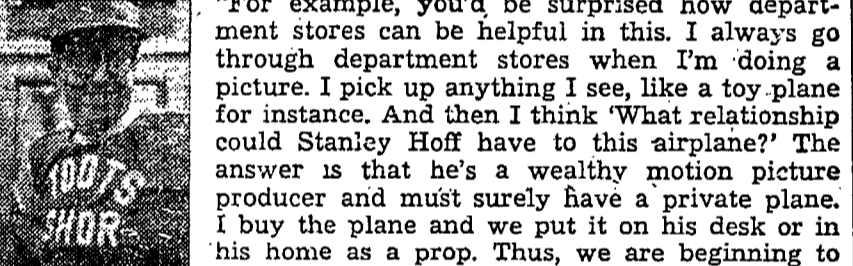 TOOTS
SHOR
"For example, you'd be surprised how depart-
ment stores can be helpful in this. I always go
through department stores when I'm doing a
picture. I pick up anything I see, like a toy plane
for instance. And then I think 'What relationship
could Stanley Hoff have to this airplane?' The
answer is that he's a wealthy motion picture
producer and must surely have a private plane.
I buy the plane and we put it on his desk or in
his home as a prop. Thus, we are beginning to